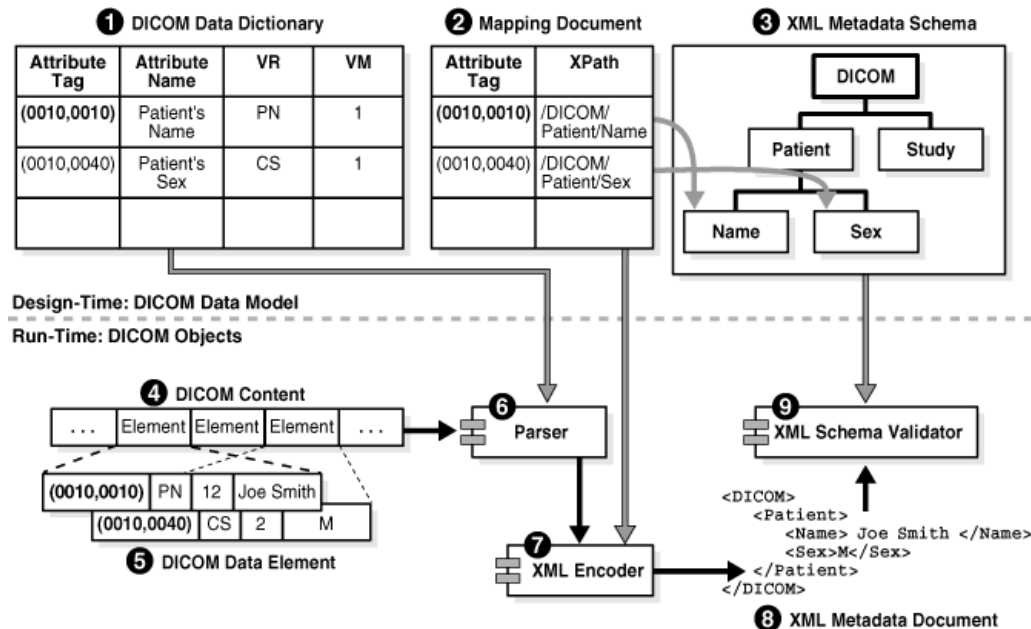 1 DICOM Data Dictionary
Attribute Tag
Attribute Name
VR
VM
(0010,0010)
Patient's Name
PN
1
(0010,0040)
Patient's Sex
CS
1
2 Mapping Document
Attribute Tag
XPath
(0010,0010)
/DICOM/
Patient/Name
(0010,0040)
/DICOM/
Patient/Sex
3 XML Metadata Schema
DICOM
Patient
Study
Name
Sex
Design-Time: DICOM Data Model
Run-Time: DICOM Objects
4 DICOM Content
. . .
Element
Element
Element
. . .
(0010,0010)
PN
12
Joe Smith
(0010,0040)
CS
2
M
5 DICOM Data Element
6
Parser
7
XML Encoder
9
XML Schema Validator
<DICOM>
<Patient>
<Name> Joe Smith </Name>
<Sex>M</Sex>
</Patient>
</DICOM>
8 XML Metadata Document